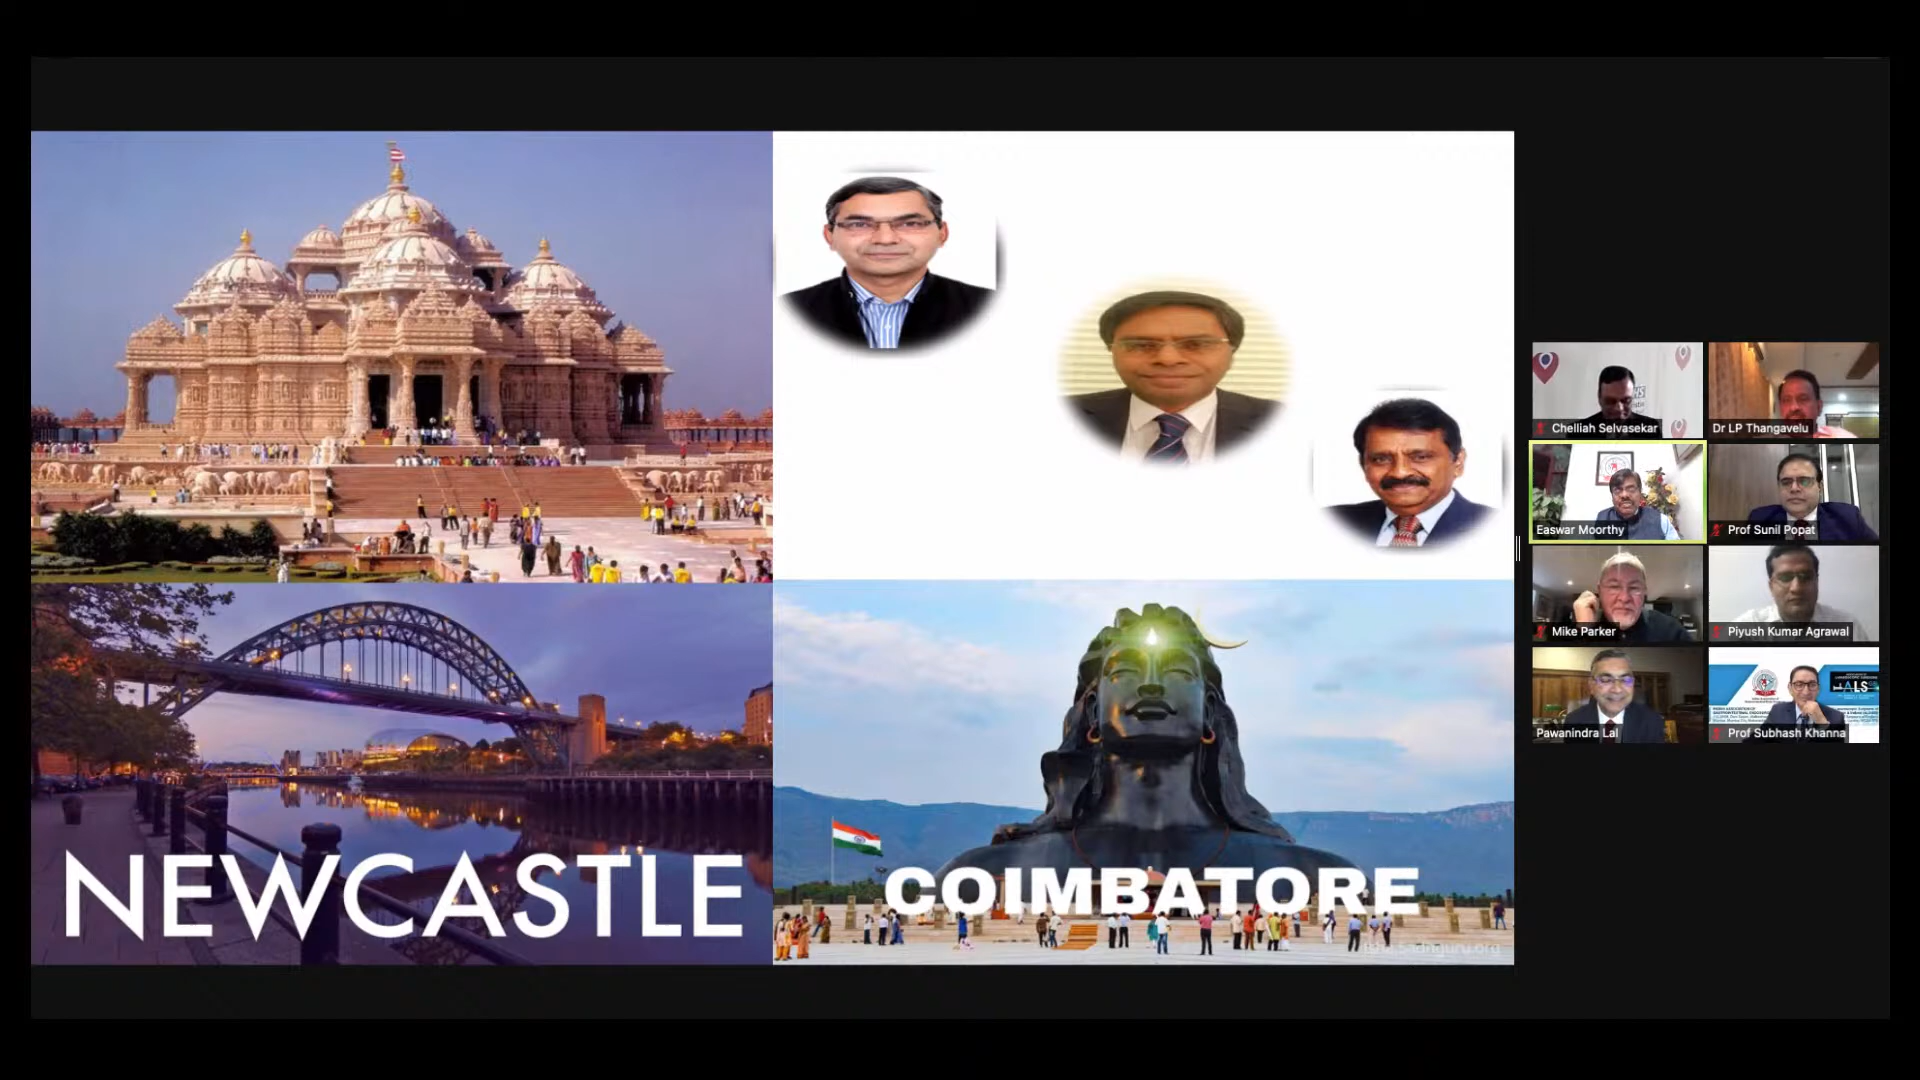 NEWCASTLE
COIMBATORE
Chelliah Selvasekar
Dr LP Thangavelu
Easwar Moorthy
Prof Sunil Popat
Mike Parker
Piyush Kumar Agrawal
Pawanindra Lal
Prof Subhash Khanna
ALS